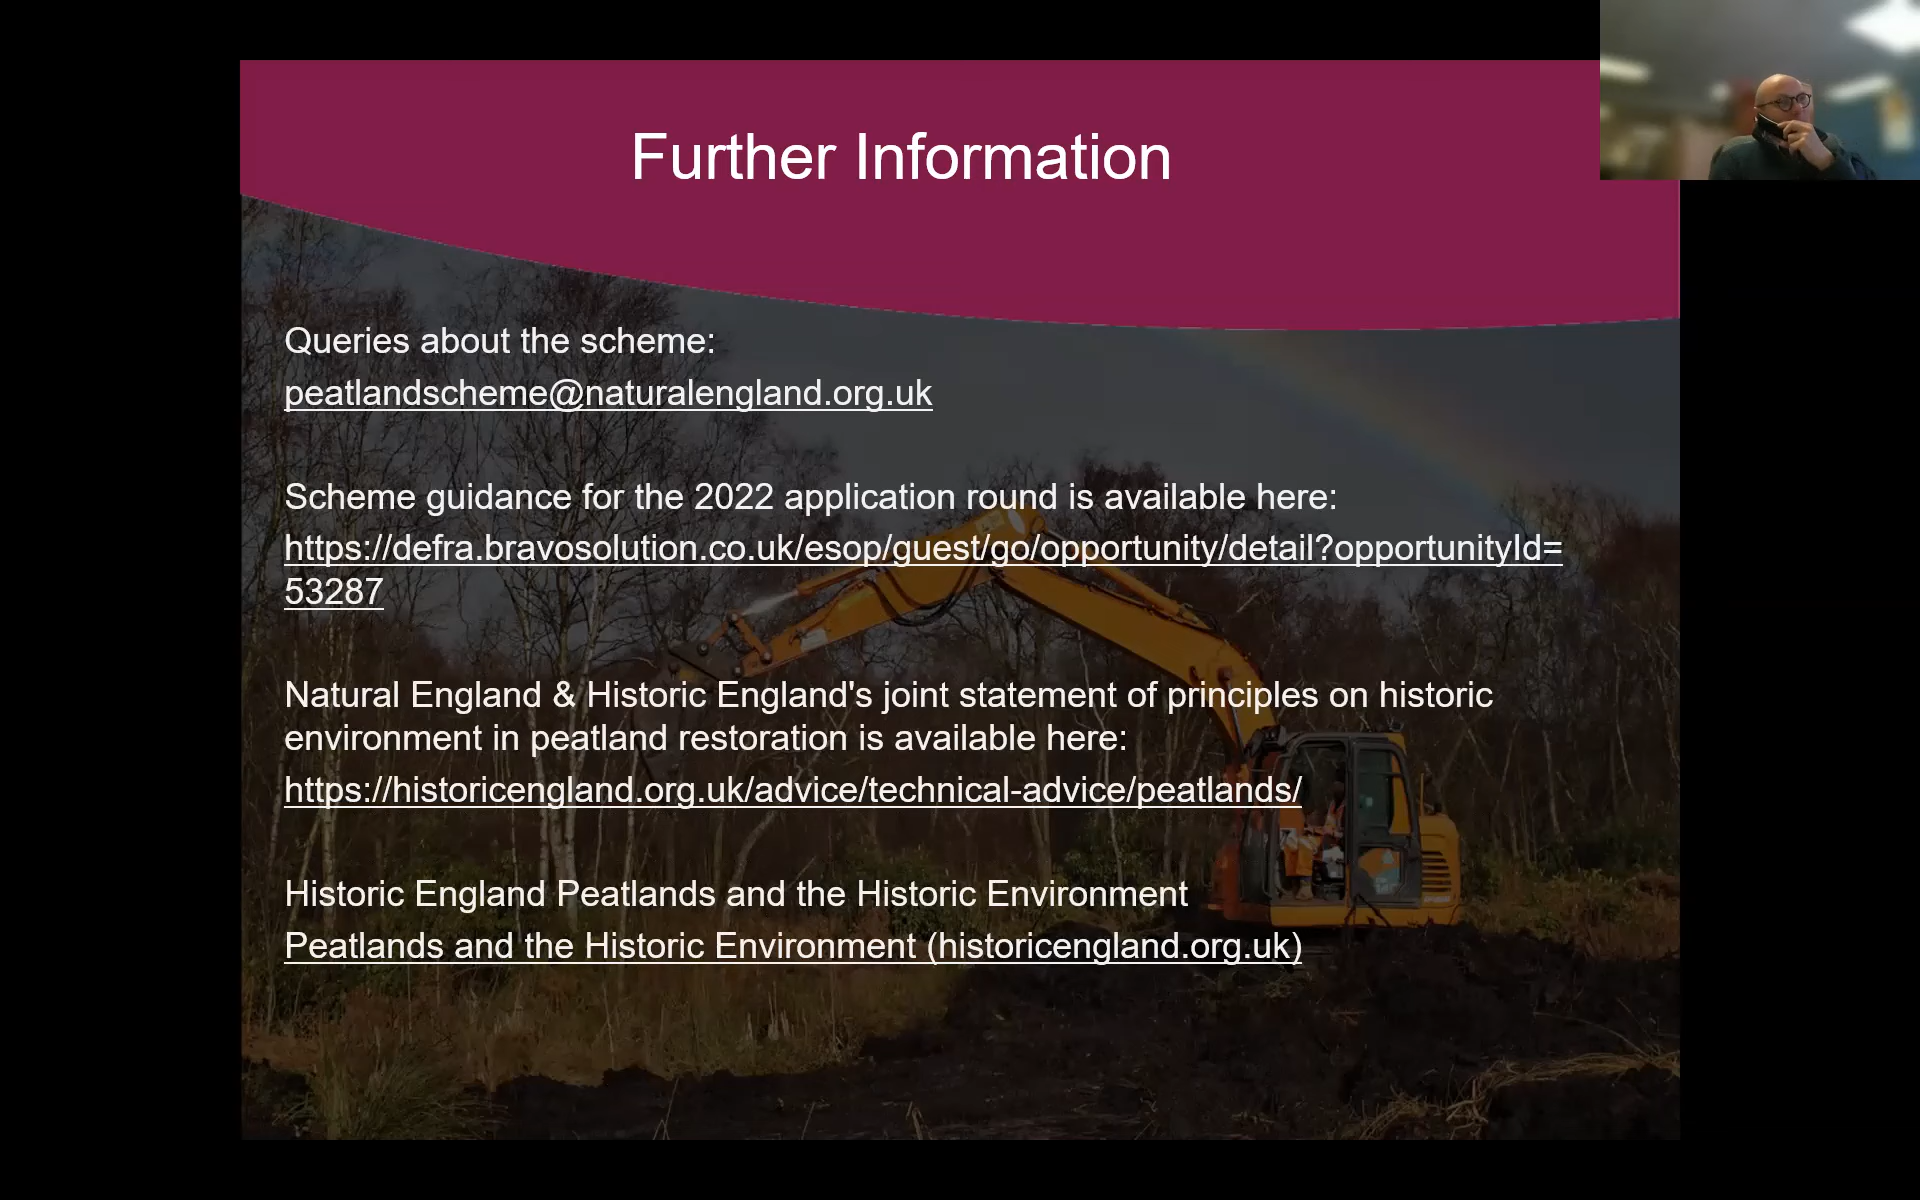 Further Information
Queries about the scheme:
peatlandscheme@naturalengland.org.uk
Scheme guidance for the 2022 application round is available here:
https://defra.bravosolution.co.uk/esop/guest/go/opportunity/detail?opportunityId=
53287
Natural England & Historic England's joint statement of principles on historic
environment in peatland restoration is available here:
https://historicengland.org.uk/advice/technical-advice/peatlands/
Historic England Peatlands and the Historic Environment
Peatlands and the Historic Environment (historicengland.org.uk)